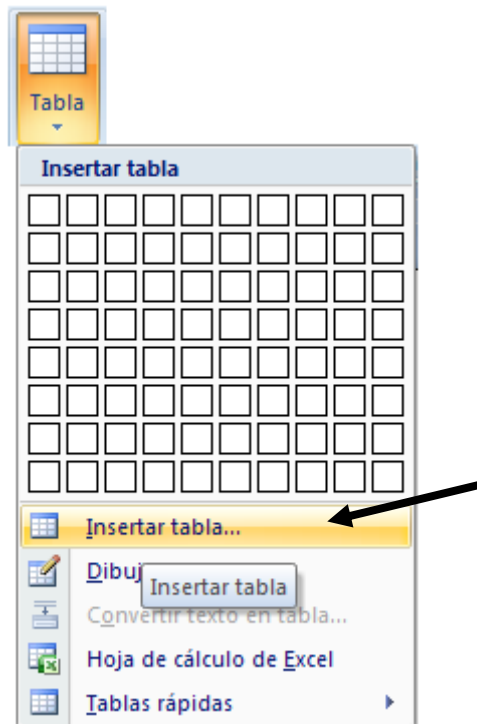 Tabla
Insertar tabla
Insertar tabla...
Dibuj
Insertar tabla
Convertir texto en tabla...
Hoja de cálculo de Excel
Tablas rápidas